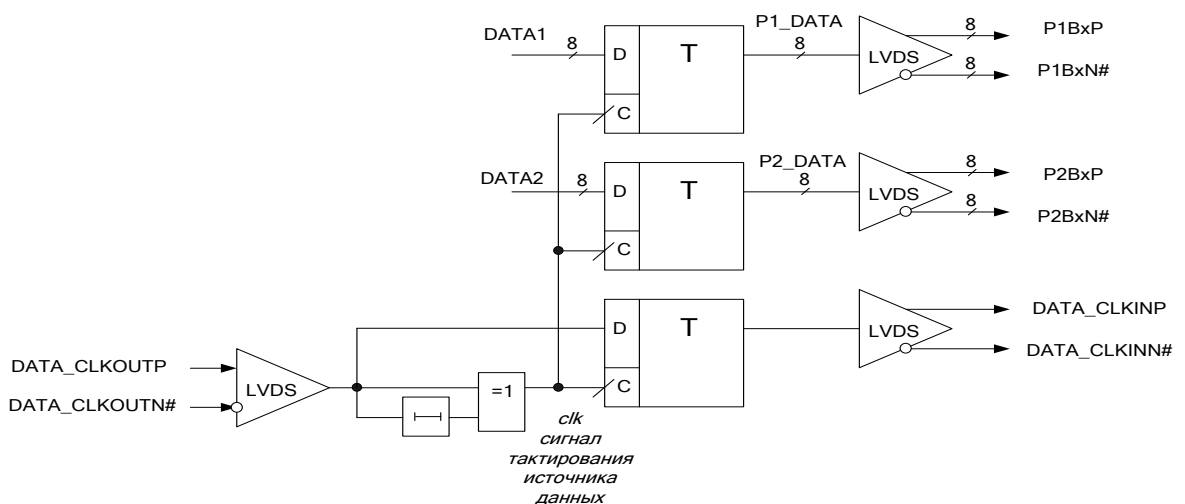 DATA1
8
D
T
C
P1_DATA
8
LVDS
8
P1BxP
8
P1BxN#
DATA2
8
D
T
C
P2_DATA
8
LVDS
8
P2BxP
8
P2BxN#
D
T
C
LVDS
DATA_CLKINP
DATA_CLKINN#
DATA_CLKOUTP
DATA_CLKOUTN#
LVDS
=1
clk
сигнал
тактирования
источника
данных